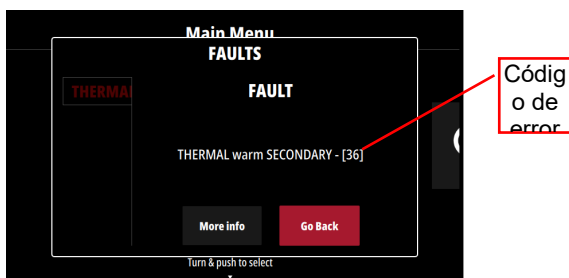 Main Menu
FAULTS
THERMA
FAULT
THERMAL warm SECONDARY - [36]
More info
Go Back
Turn & push to select
Códig
o de
error